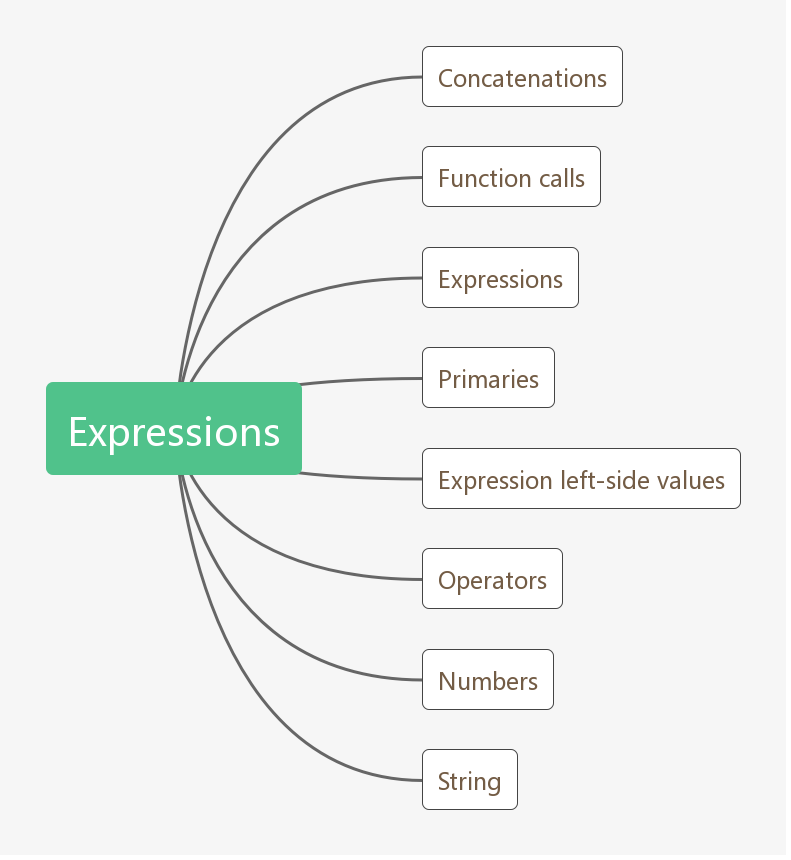 Concatenations
Function calls
Expressions
Primaries
Expressions
Expression left-side values
Operators
Numbers
String